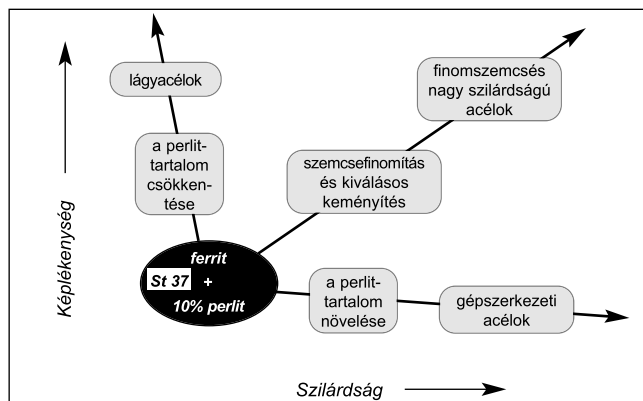 lágyacélok
a perlit-
tartalom
csökken-
tése
finomszemcsés
nagy szilárdságú
acélok
szemcsefinomítás
és kiválásos
keményítés
ferrit
St 37 +
10% perlit
a perlit-
tartalom
növelése
gépszerkezeti
acélok
Képlékenység
Szilárdság